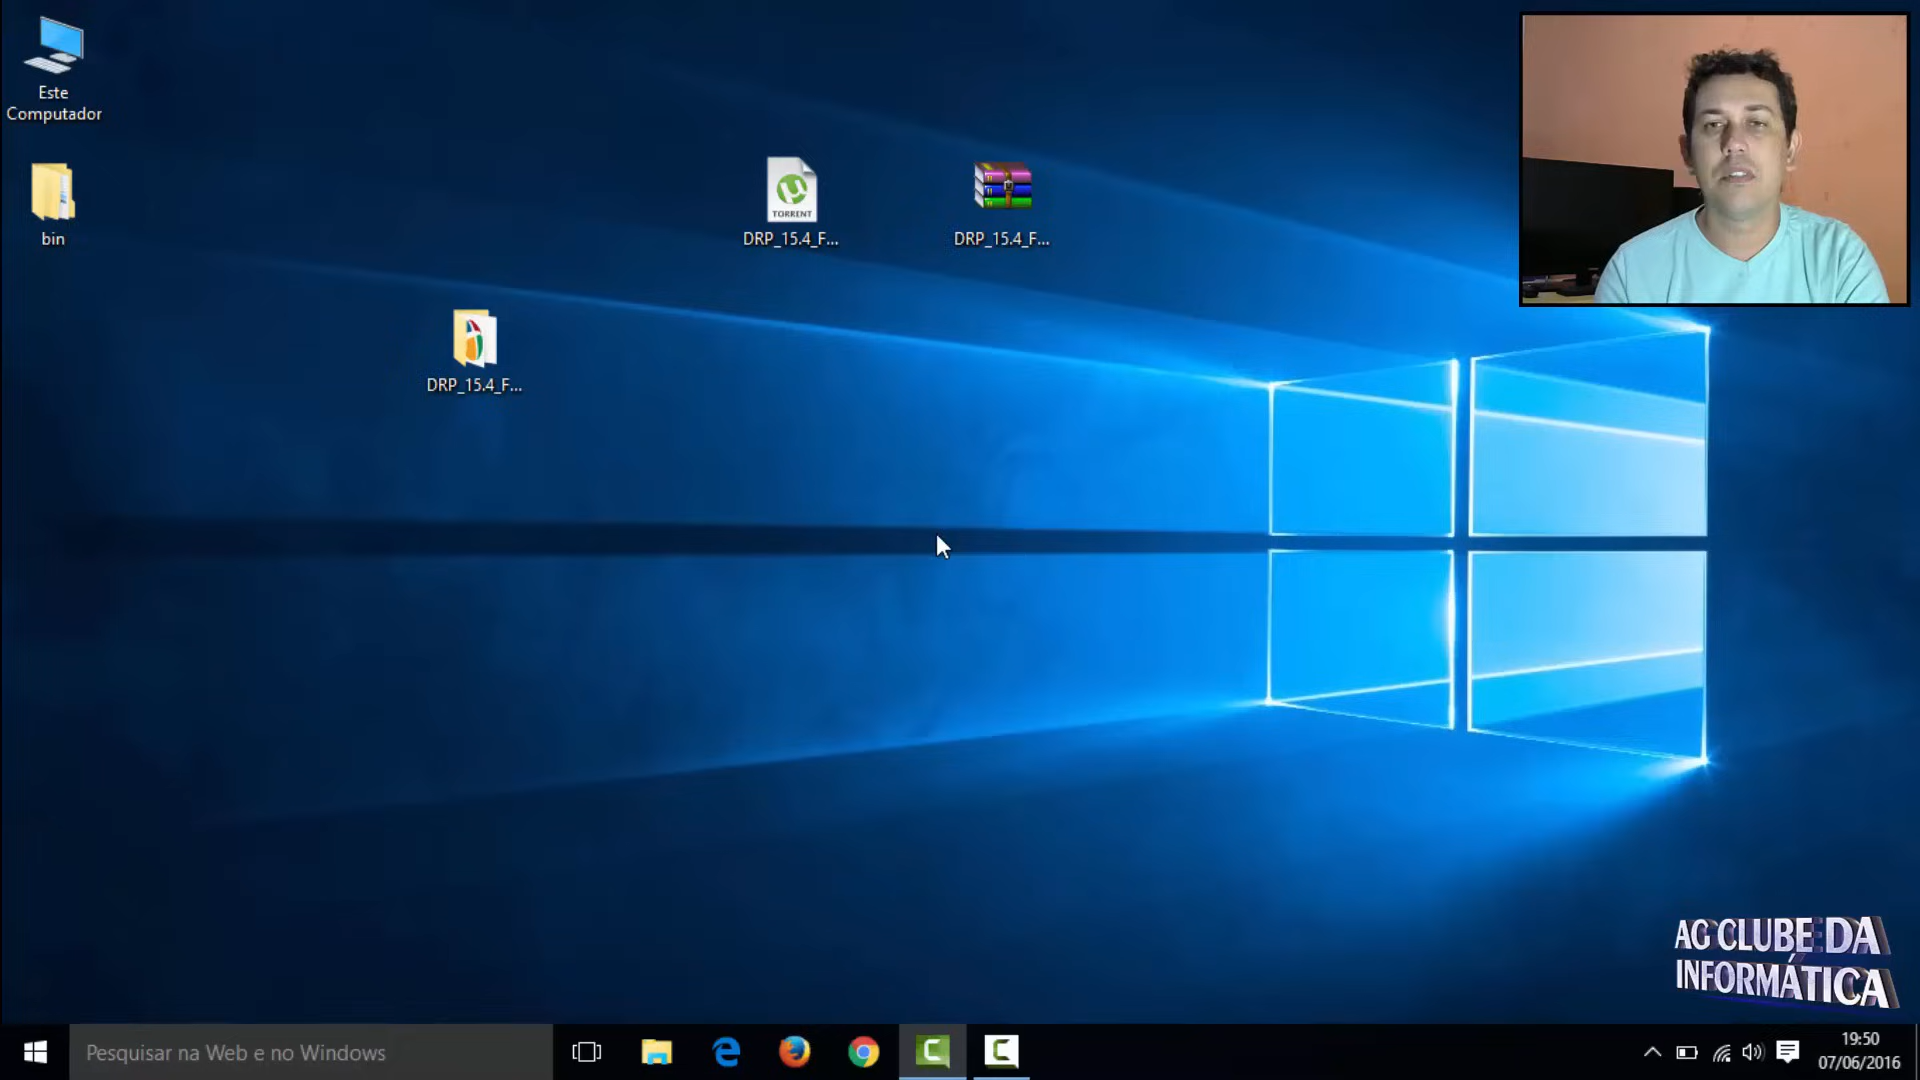 Este
Computador
bin
TORRENT
DRP_15.4_F...
DRP_15.4_F...
DRP_15.4_F...
AG CLUBE DA
INFORMÁTICA
Pesquisar na Web e no Windows
19:50
07/06/2016